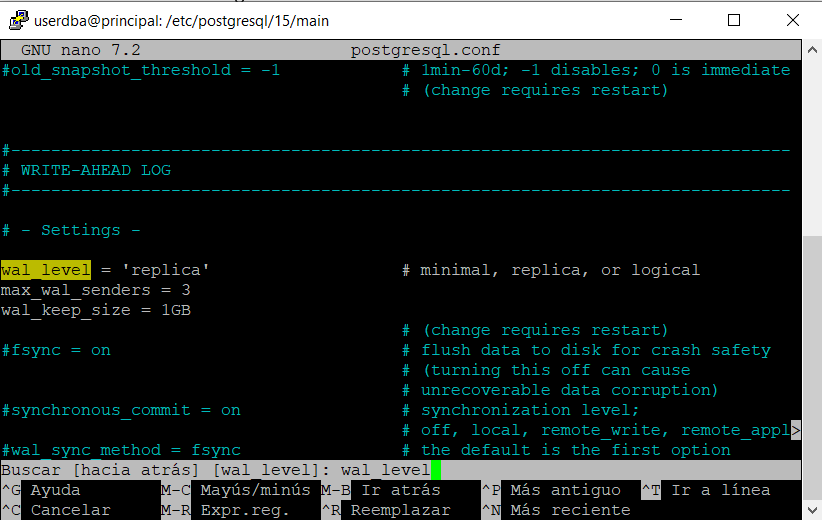 userdba@principal: /etc/postgresql/15/main
GNU nano 7.2 postgresql.conf
#old_snapshot_threshold = -1 # 1min-60d; -1 disables; 0 is immediate
# (change requires restart)
#------------------------------------------------------------------------------
# WRITE-AHEAD LOG
#------------------------------------------------------------------------------
# - Settings -
wal_level = 'replica' # minimal, replica, or logical
max_wal_senders = 3
wal_keep_size = 1GB
# (change requires restart)
#fsync = on # flush data to disk for crash safety
# (turning this off can cause
# unrecoverable data corruption)
#synchronous_commit = on # synchronization level;
# off, local, remote_write, remote_appl>
#wal_sync_method = fsync # the default is the first option
Buscar [hacia atrás] [wal_level]: wal_level
^G Ayuda M-C Mayús/minús M-B Ir atrás ^P Más antiguo ^T Ir a línea
^C Cancelar M-R Expr.reg. ^R Reemplazar ^N Más reciente